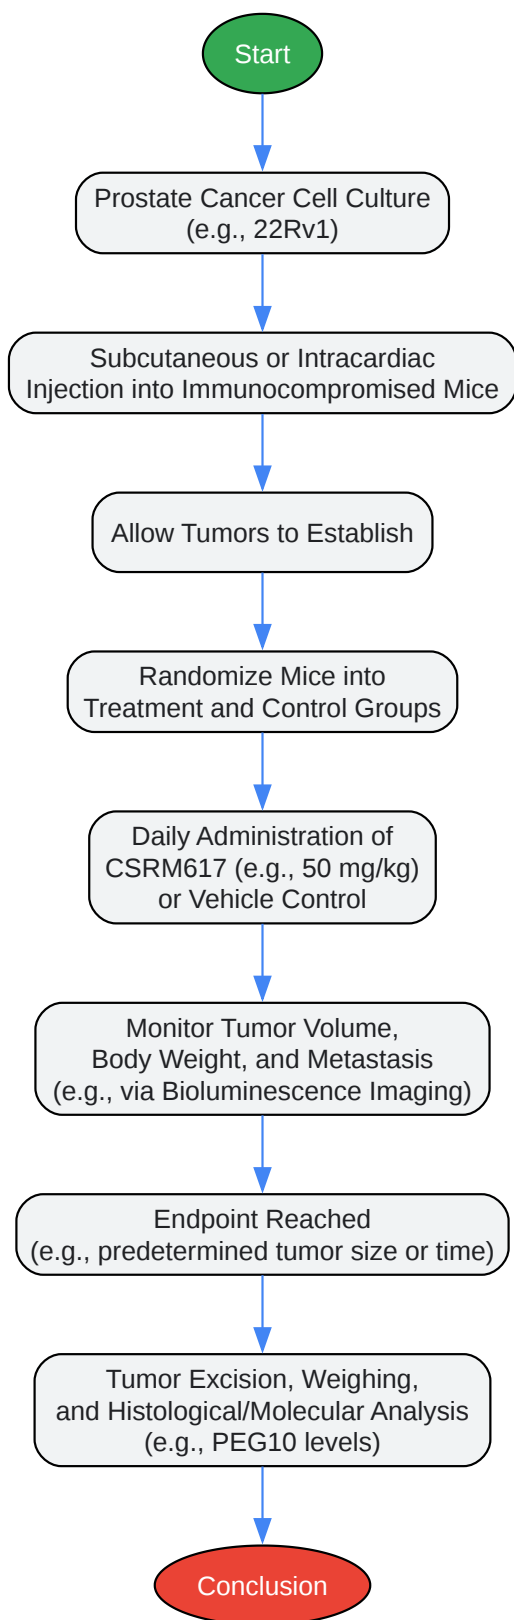 Start
Prostate Cancer Cell Culture
(e.g., 22Rv1)
Subcutaneous or Intracardiac
Injection into Immunocompromised Mice
Allow Tumors to Establish
Randomize Mice into
Treatment and Control Groups
Daily Administration of
CSRM617 (e.g., 50 mg/kg)
or Vehicle Control
Monitor Tumor Volume,
Body Weight, and Metastasis
(e.g., via Bioluminescence Imaging)
Endpoint Reached
(e.g., predetermined tumor size or time)
Tumor Excision, Weighing,
and Histological/Molecular Analysis
(e.g., PEG10 levels)
Conclusion